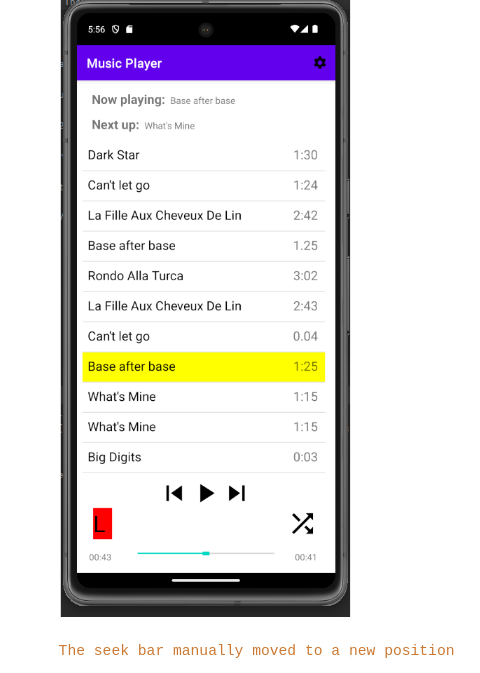 5:56
Music Player
Now playing: Base after base
Next up: What's Mine
Dark Star 1:30
Can't let go 1:24
La Fille Aux Cheveux De Lin 2:42
Base after base 1.25
Rondo Alla Turca 3:02
La Fille Aux Cheveux De Lin 2:43
Can't let go 0.04
Base after base 1:25
What's Mine 1:15
What's Mine 1:15
Big Digits 0:03
L
00:43 00:41
The seek bar manually moved to a new position